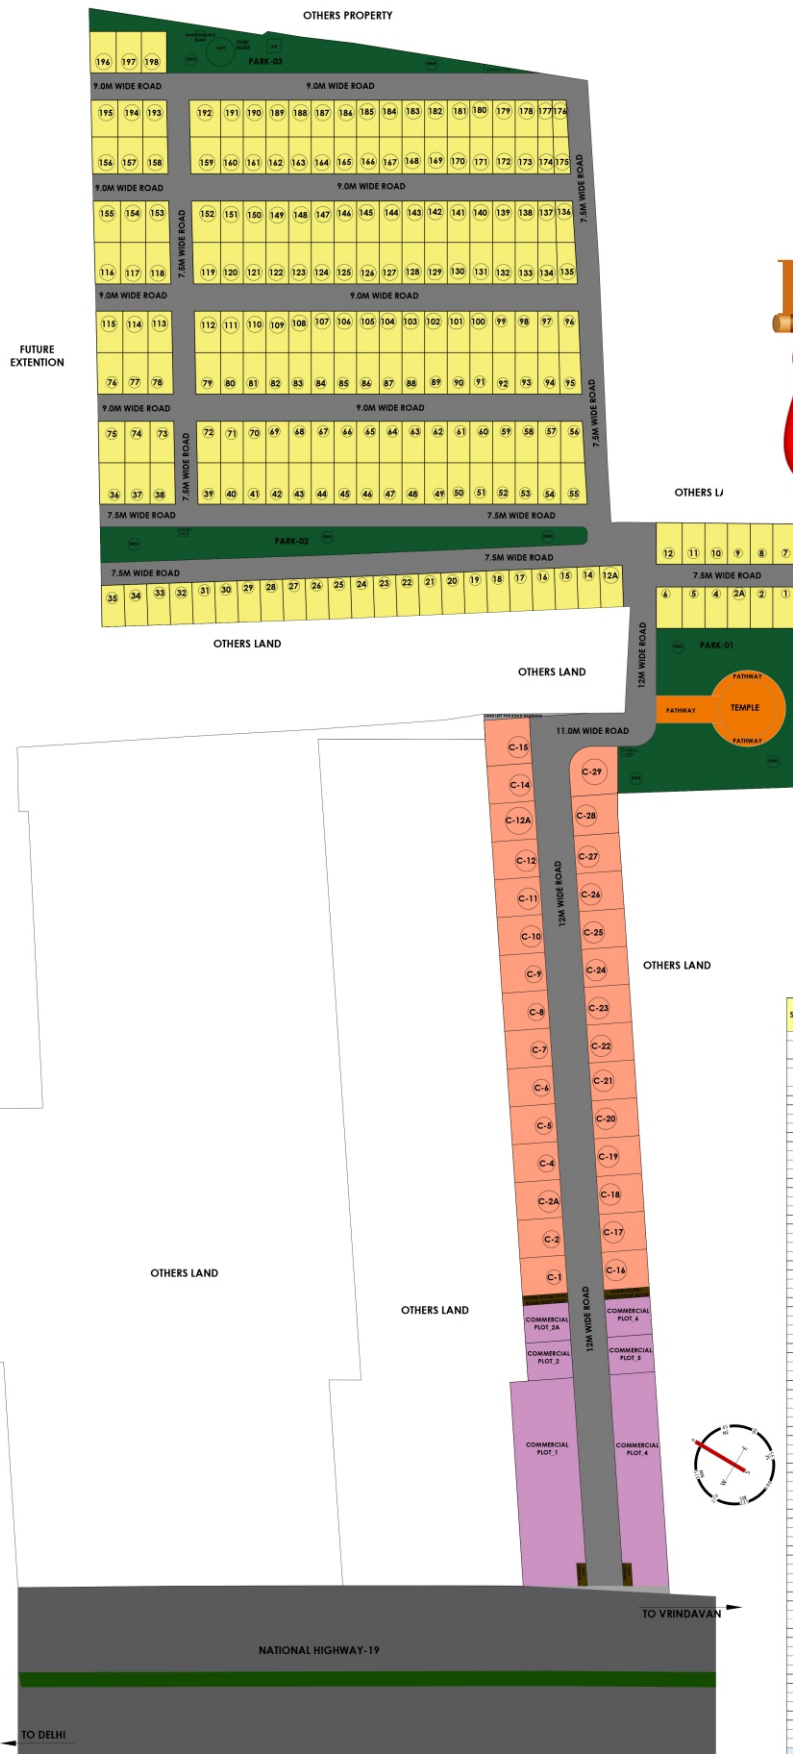 OTHERS PROPERTY
196 197 198
PARK-03
9.0M WIDE ROAD 9.0M WIDE ROAD
195 194 193 192 191 190 189 188 187 186 185 184 183 182 181 180 179 178 177 176
156 157 158 159 160 161 162 163 164 165 166 167 168 169 170 171 172 173 174 175
9.0M WIDE ROAD 9.0M WIDE ROAD
7.5M WIDE ROAD
155 154 153 152 151 150 149 148 147 146 145 144 143 142 141 140 139 138 137 136
7.5M WIDE ROAD
116 117 118 119 120 121 122 123 124 125 126 127 128 129 130 131 132 133 134 135
9.0M WIDE ROAD 9.0M WIDE ROAD
115 114 113 112 111 110 109 108 107 106 105 104 103 102 101 100 99 98 97 96
FUTURE
EXTENTION
76 77 78 79 80 81 82 83 84 85 86 87 88 89 90 91 92 93 94 95
9.0M WIDE ROAD 9.0M WIDE ROAD
7.5M WIDE ROAD
75 74 73 72 71 70 69 68 67 66 65 64 63 62 61 60 59 58 57 56
7.5M WIDE ROAD
36 37 38 39 40 41 42 43 44 45 46 47 48 49 50 51 52 53 54 55
OTHERS LA
7.5M WIDE ROAD 7.5M WIDE ROAD
PARK-02
12 11 10 9 8 7
7.5M WIDE ROAD 7.5M WIDE ROAD
7.5M WIDE ROAD
35 34 33 32 31 30 29 28 27 26 25 24 23 22 21 20 19 18 17 16 15 14 12A
6 5 4 2A 2 1
OTHERS LAND
PARK-01
OTHERS LAND
12M WIDE ROAD
PATHWAY
PATHWAY
TEMPLE
PATHWAY
11.0M WIDE ROAD
C-15
C-29
C-14
C-12A
C-28
C-12
C-27
12M WIDE ROAD
C-11
C-26
C-10
C-25
OTHERS LAND
C-9
C-24
C-8
C-23
C-7
C-22
C-6
C-21
C-5
C-20
C-4
C-19
C-2A
C-18
C-2
C-17
C-1
C-16
OTHERS LAND
OTHERS LAND
12M WIDE ROAD
COMMERCIAL
PLOT_2A
COMMERCIAL
PLOT_6
COMMERCIAL
PLOT_2
COMMERCIAL
PLOT_5
COMMERCIAL
PLOT_1
COMMERCIAL
PLOT_4
TO VRINDAVAN
NATIONAL HIGHWAY-19
TO DELHI